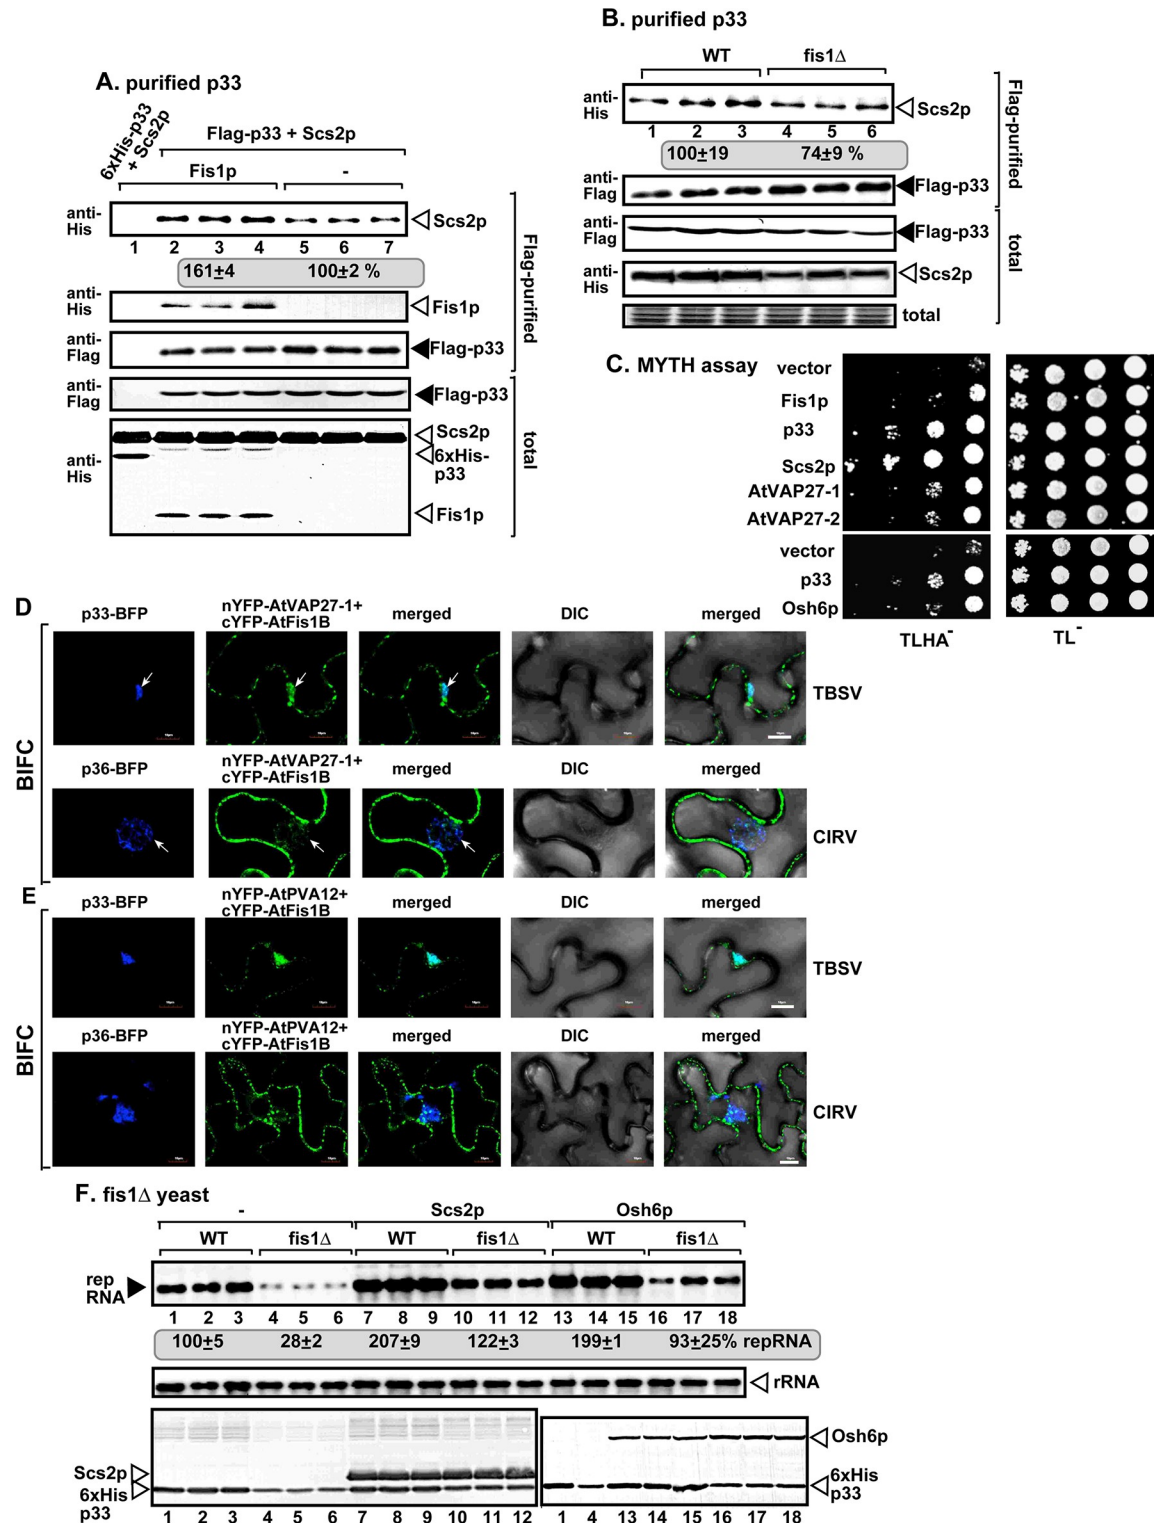 A. purified p33
6xHis-p33
+ Scs2p
Flag-p33 + Scs2p
Fis1p -
anti-
His
Scs2p
1 2 3 4 5 6 7
161±4 100±2 %
anti-
His
Fis1p
anti-
Flag
Flag-p33
Flag-purified
anti-
Flag
Flag-p33
anti-
His
Scs2p
6xHis-
p33
Fis1p
total
B. purified p33
WT fis1Δ
anti-
His
Scs2p
1 2 3 4 5 6
100±19 74±9 %
anti-
Flag
Flag-p33
Flag-purified
anti-
Flag
Flag-p33
anti-
His
Scs2p
total
total
C. MYTH assay
vector
Fis1p
p33
Scs2p
AtVAP27-1
AtVAP27-2
vector
p33
Osh6p
TLHA-
TL-
D
BIFC
p33-BFP nYFP-AtVAP27-1+ merged DIC merged
cYFP-AtFis1B
TBSV
p36-BFP nYFP-AtVAP27-1+ merged DIC merged
cYFP-AtFis1B
CIRV
E
BIFC
p33-BFP nYFP-AtPVA12+ merged DIC merged
cYFP-AtFis1B
TBSV
p36-BFP nYFP-AtPVA12+ merged DIC merged
cYFP-AtFis1B
CIRV
F. fis1Δ yeast
- Scs2p Osh6p
WT fis1Δ WT fis1Δ WT fis1Δ
rep
RNA
1 2 3 4 5 6 7 8 9 10 11 12 13 14 15 16 17 18
100±5 28±2 207±9 122±3 199±1 93±25% repRNA
rRNA
Scs2p
6xHis
p33
Osh6p
6xHis
p33
1 2 3 4 5 6 7 8 9 10 11 12 1 4 13 14 15 16 17 18